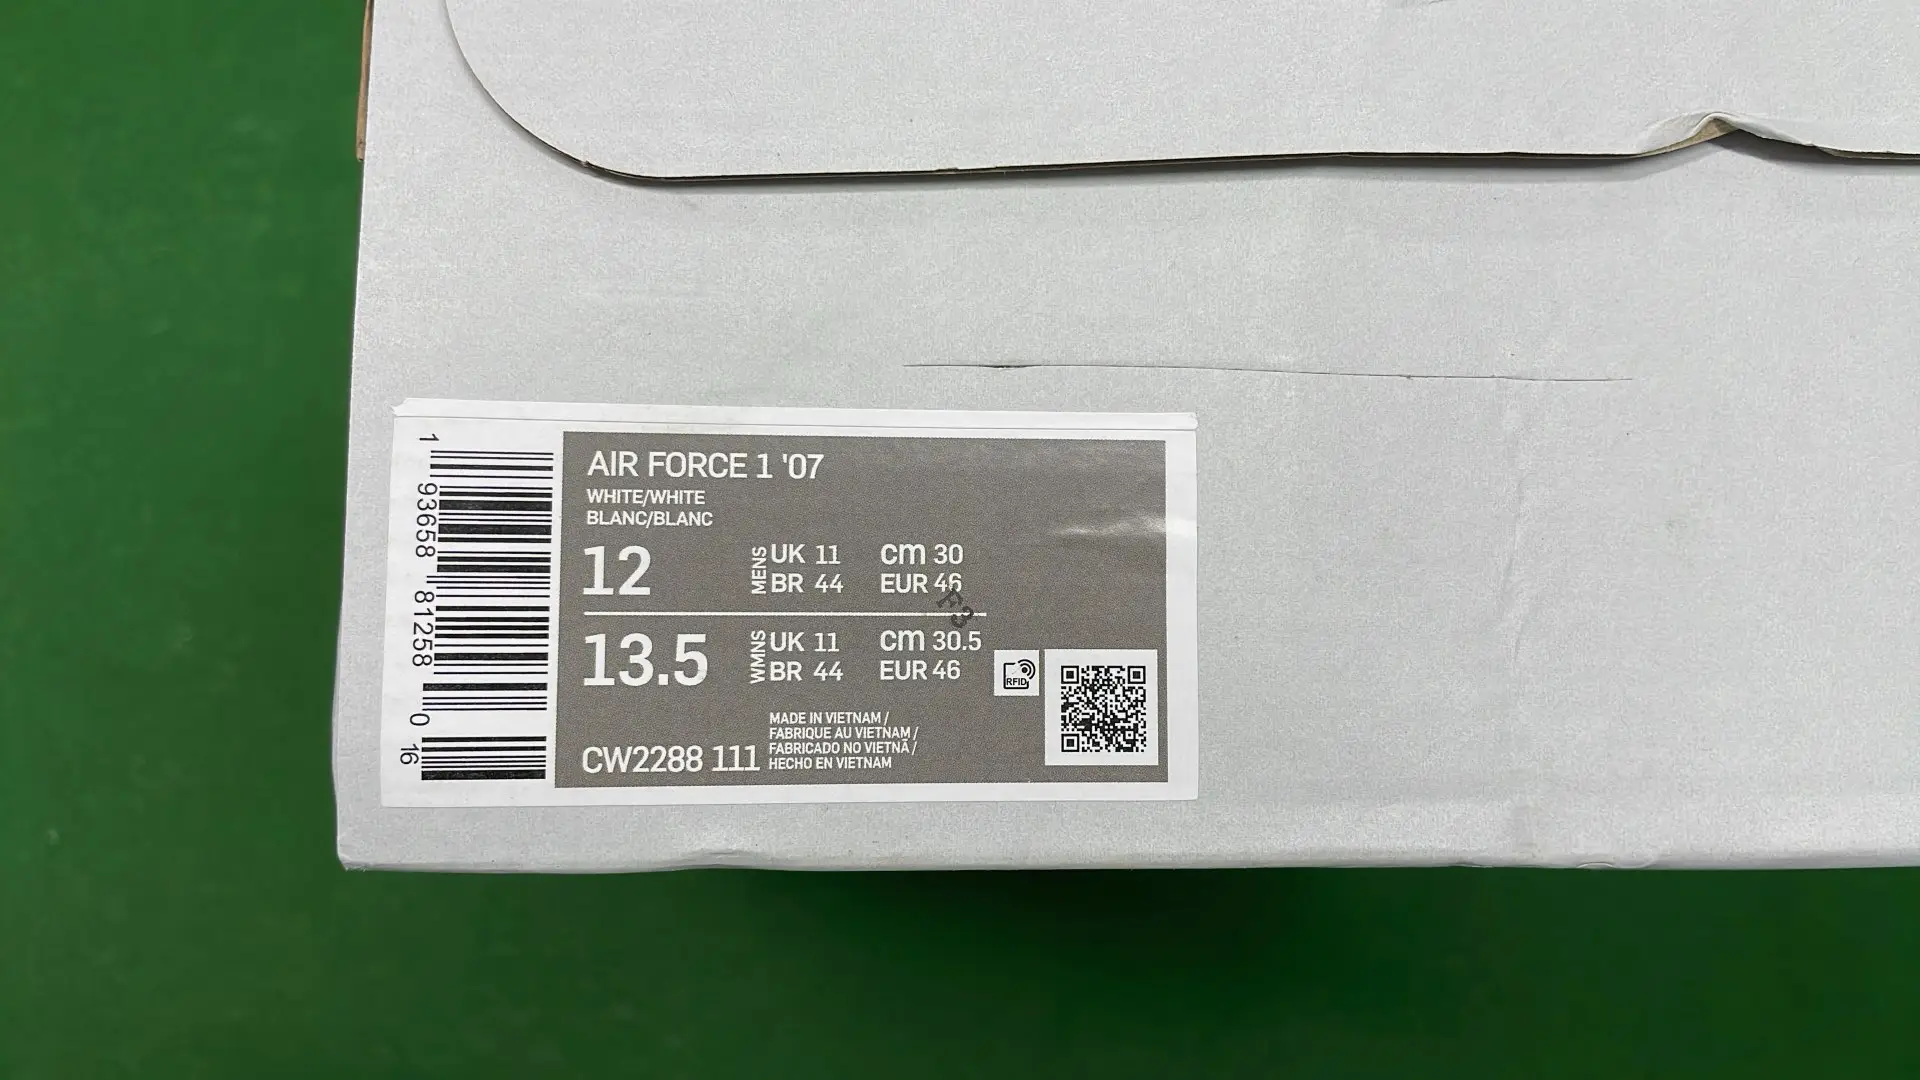 AIR FORCE 1 '07
WHITE/WHITE
BLANC/BLANC
12 MENS UK 11 cm 30
BR 44 EUR 46
F3
13.5 WMNS UK 11 cm 30.5
BR 44 EUR 46
RFID
CW2288 111
MADE IN VIETNAM /
FABRIQUE AU VIETNAM /
FABRICADO NO VIETNÃ /
HECHO EN VIETNAM
1 93658 81258 0 16